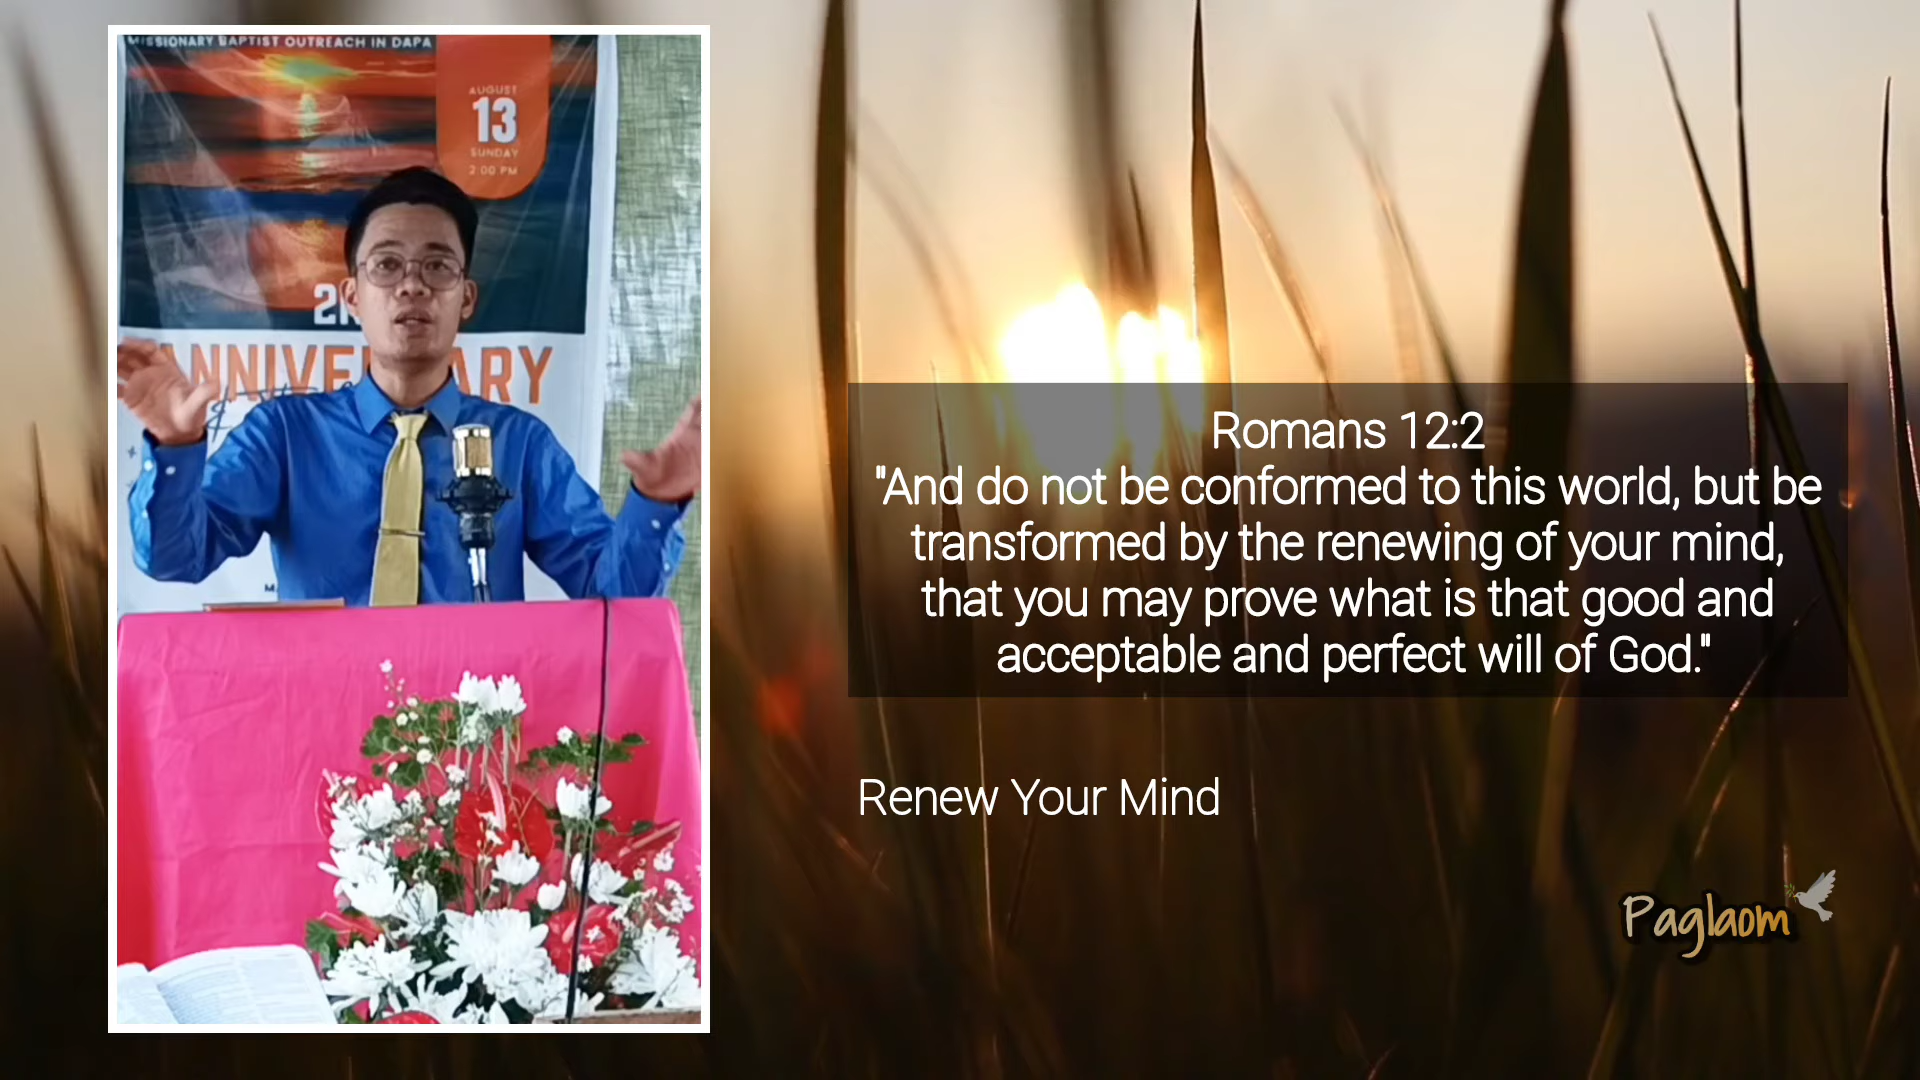 MISSIONARY BAPTIST OUTREACH IN DAPA
AUGUST
13
SUNDAY
2:00 PM
Romans 12:2
"And do not be conformed to this world, but be
transformed by the renewing of your mind,
that you may prove what is that good and
acceptable and perfect will of God."
Renew Your Mind
Paglaom